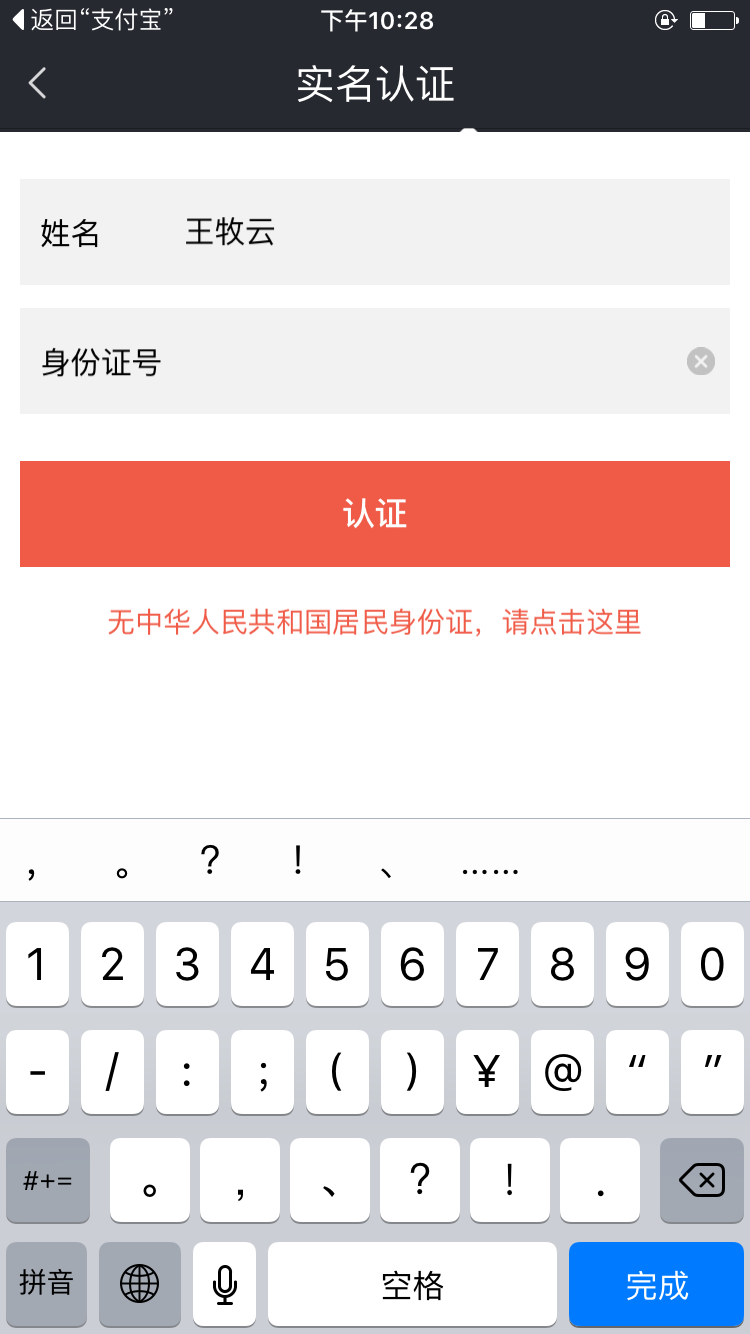 返回“支付宝” 下午10:28
实名认证
姓名 王牧云
身份证号
认证
无中华人民共和国居民身份证，请点击这里
， 。 ? ! 、 ……
1 2 3 4 5 6 7 8 9 0
- / : ; ( ) ¥ @ “ ”
#+= 。 ， 、 ? ! .
拼音 空格 完成